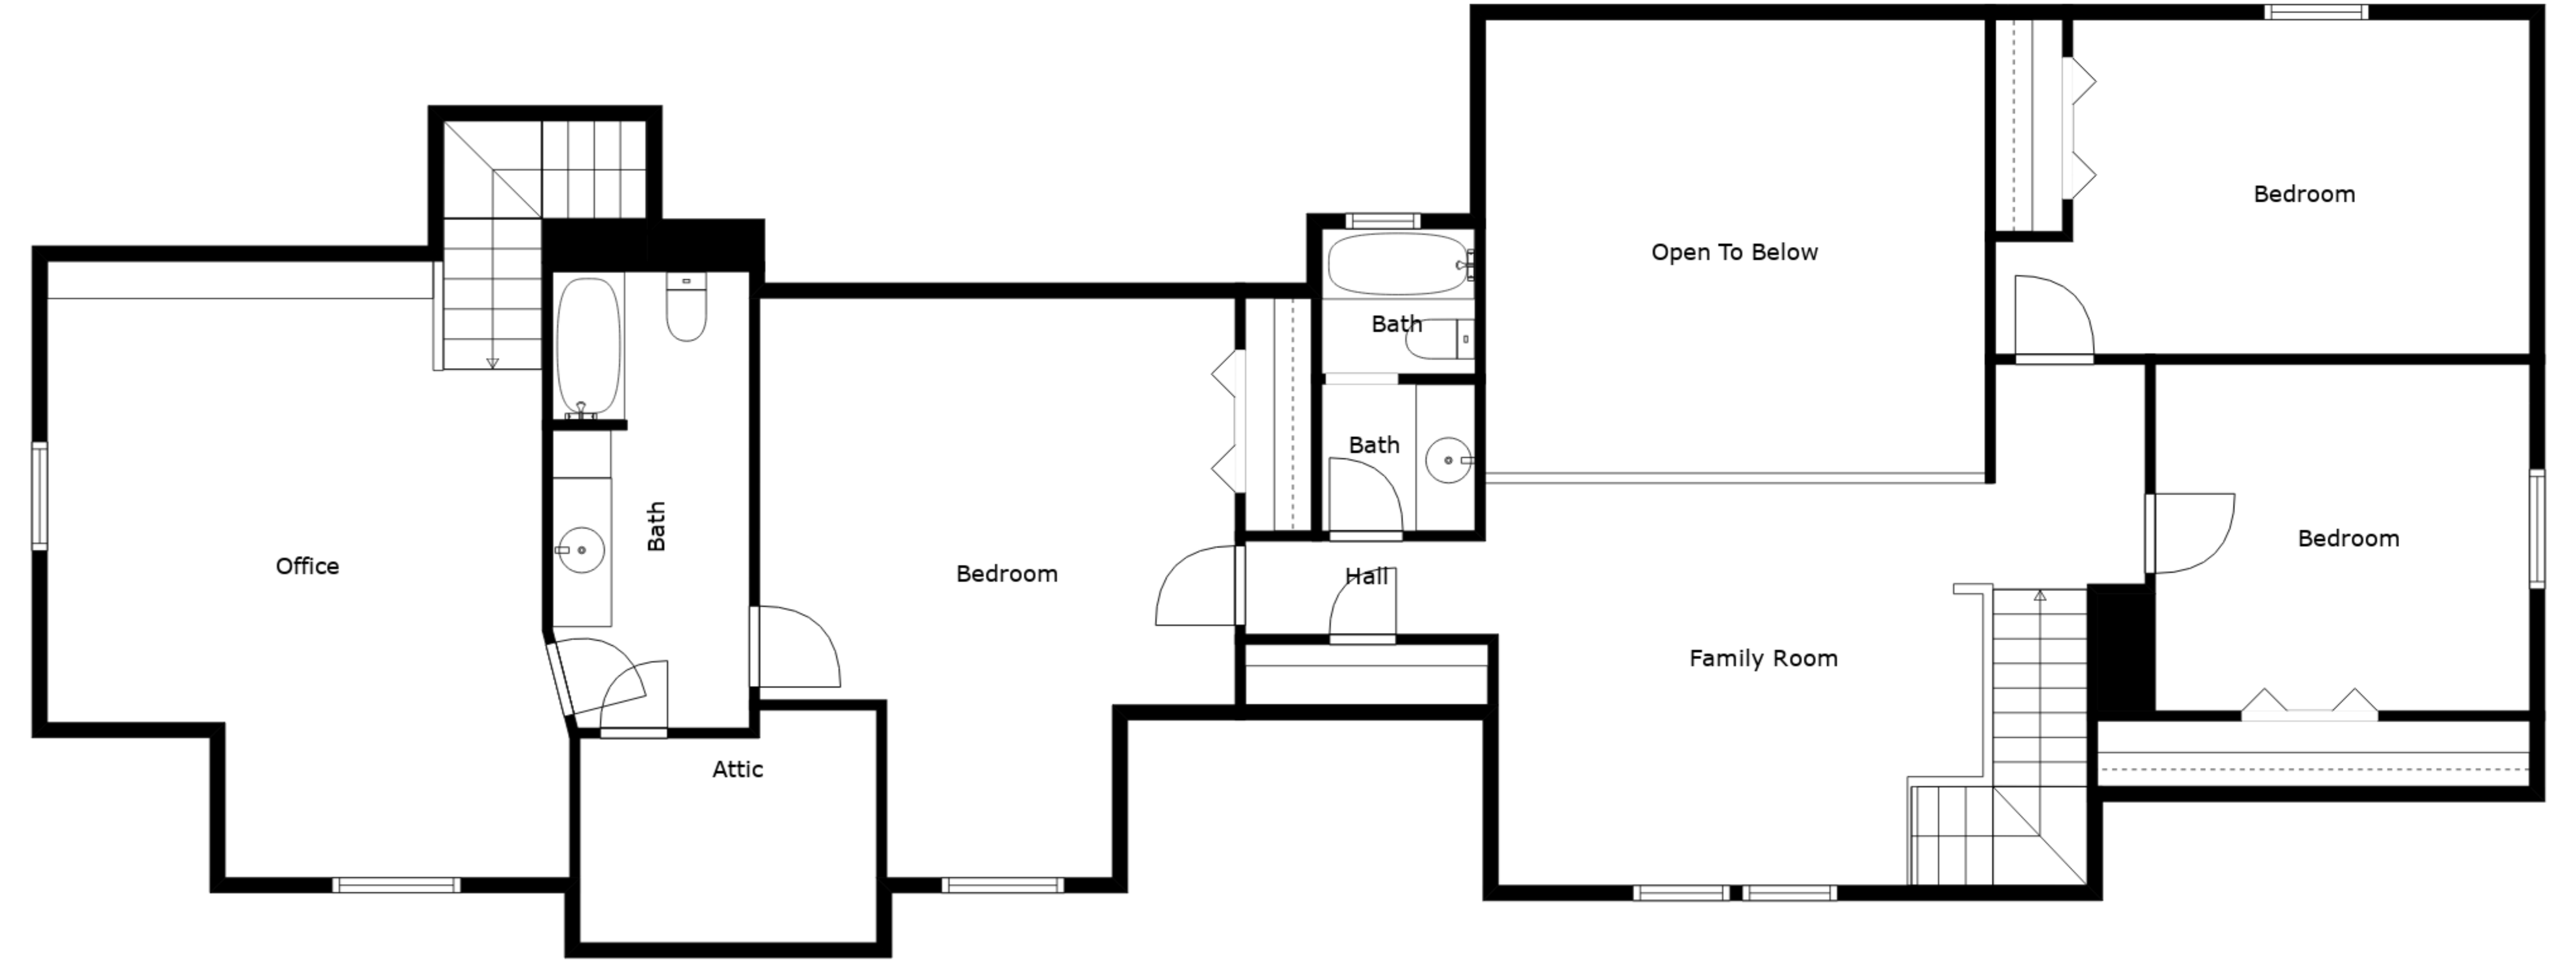 Bedroom
Open To Below
Bath
Bath
Bath
Bedroom
Office
Bedroom
Hall
Family Room
Attic